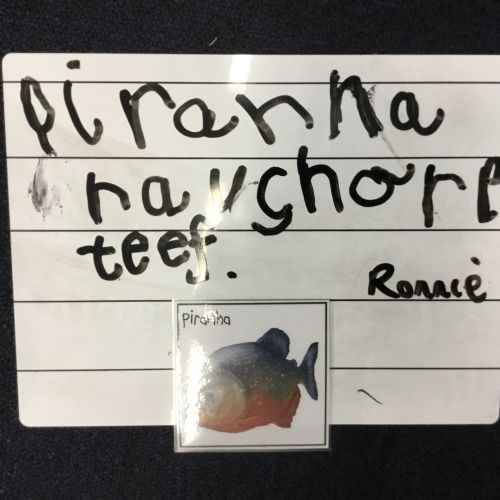 piranha
hav shorp
teef.
Ronnie
piranha